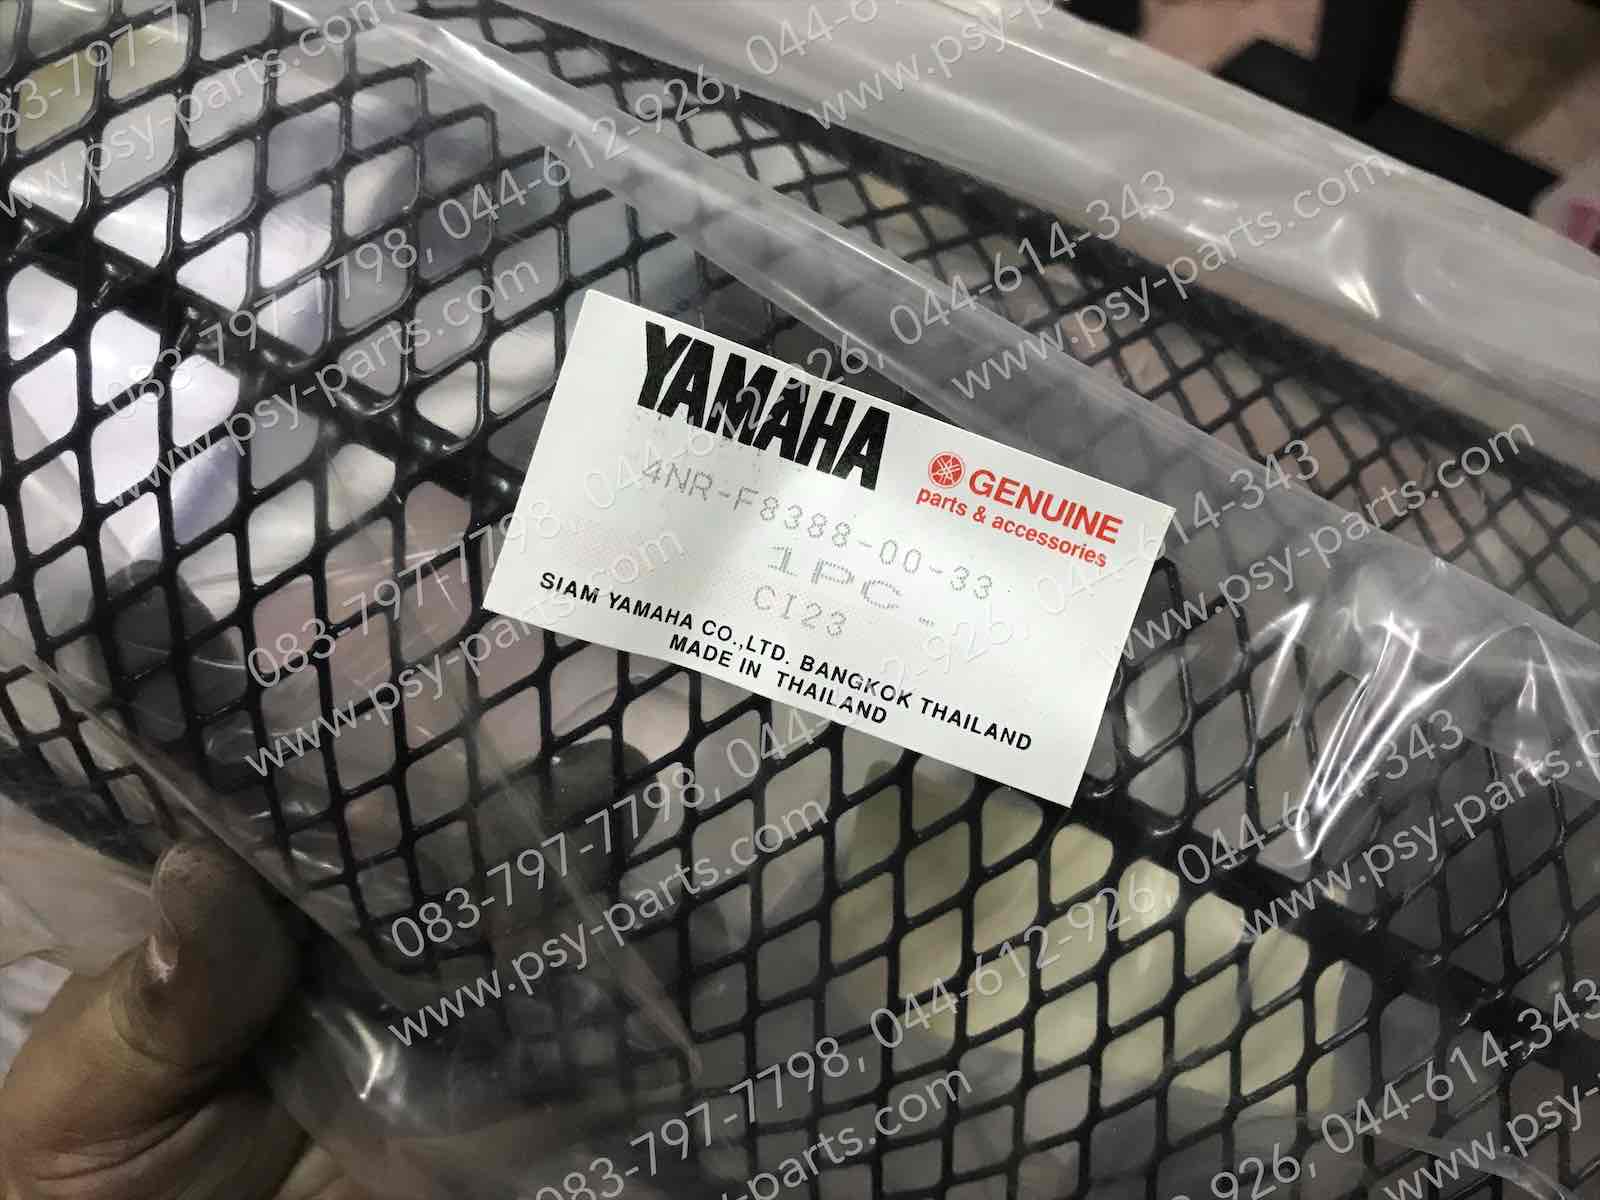 YAMAHA
GENUINE
parts & accessories
4NR-F8388-00-33
1PC
CI23
SIAM YAMAHA CO.,LTD. BANGKOK THAILAND
MADE IN THAILAND
083-797-7798, 044-612-926, 044-614-343
www.psy-parts.com